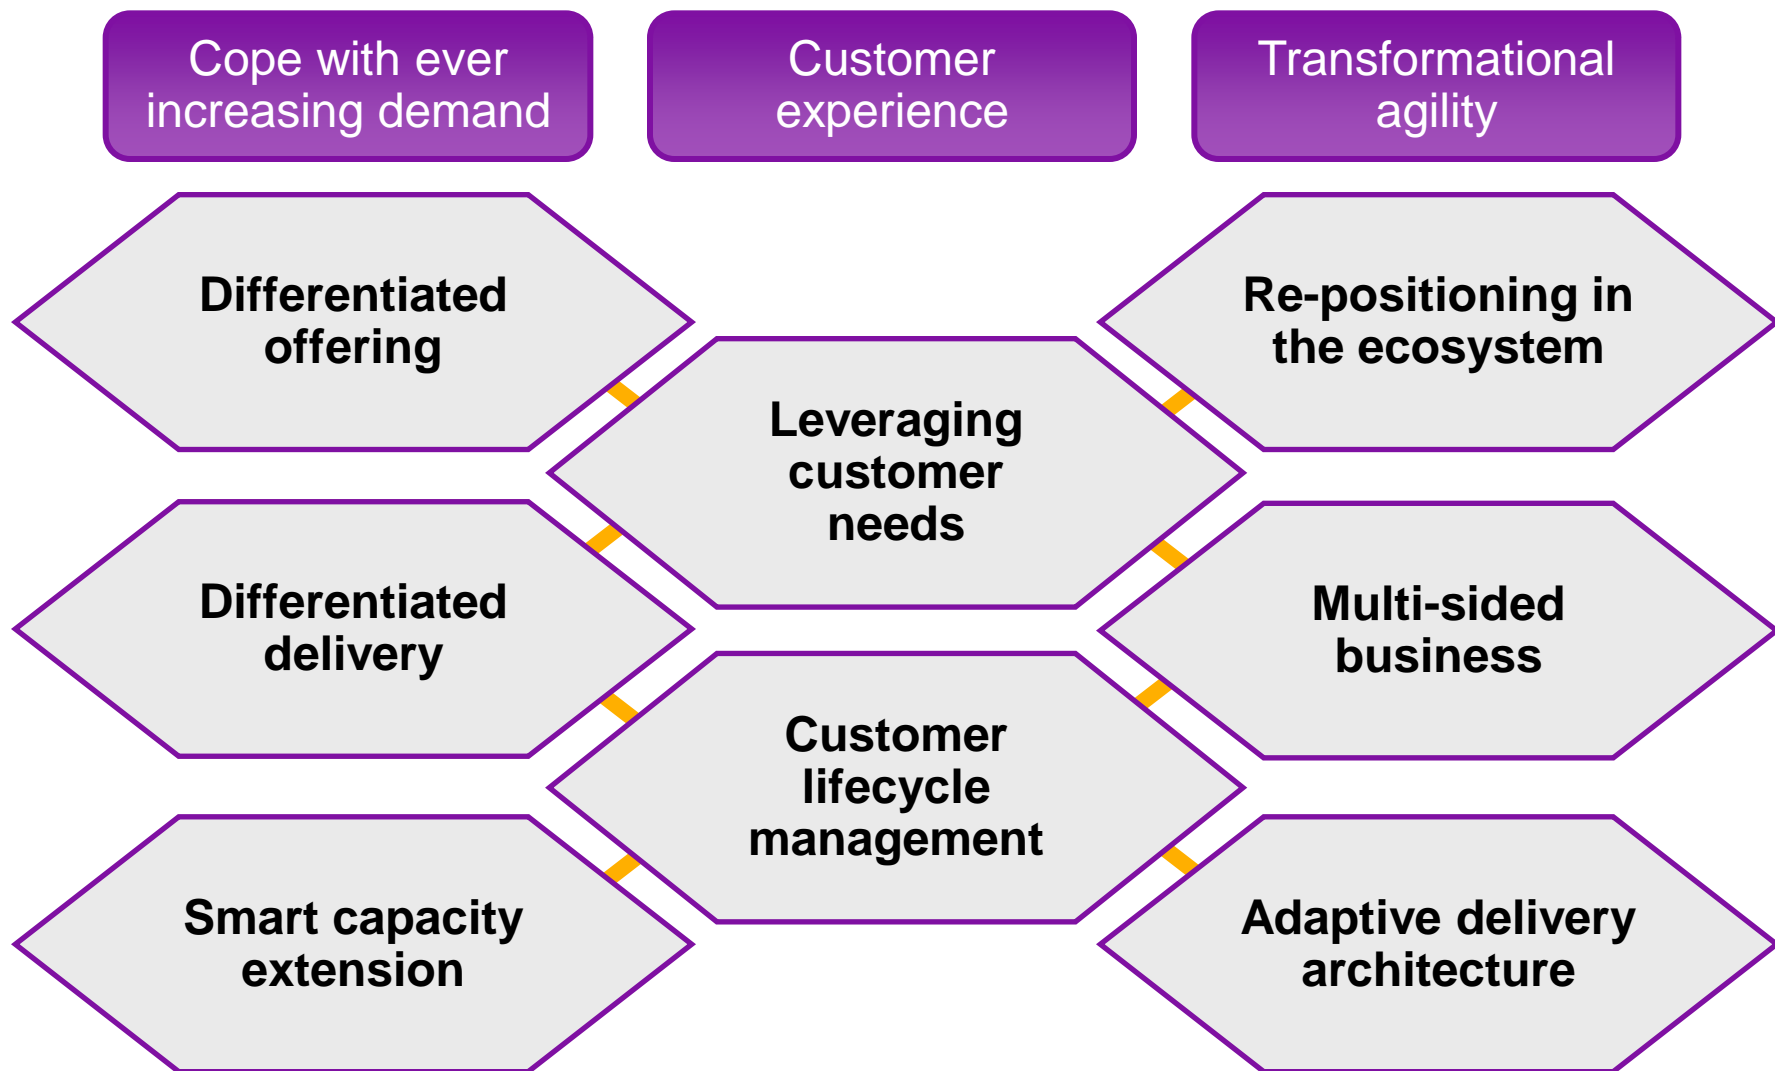 Cope with ever
increasing demand
Customer
experience
Transformational
agility
Differentiated
offering
Re-positioning in
the ecosystem
Leveraging
customer
needs
Differentiated
delivery
Multi-sided
business
Customer
lifecycle
management
Smart capacity
extension
Adaptive delivery
architecture